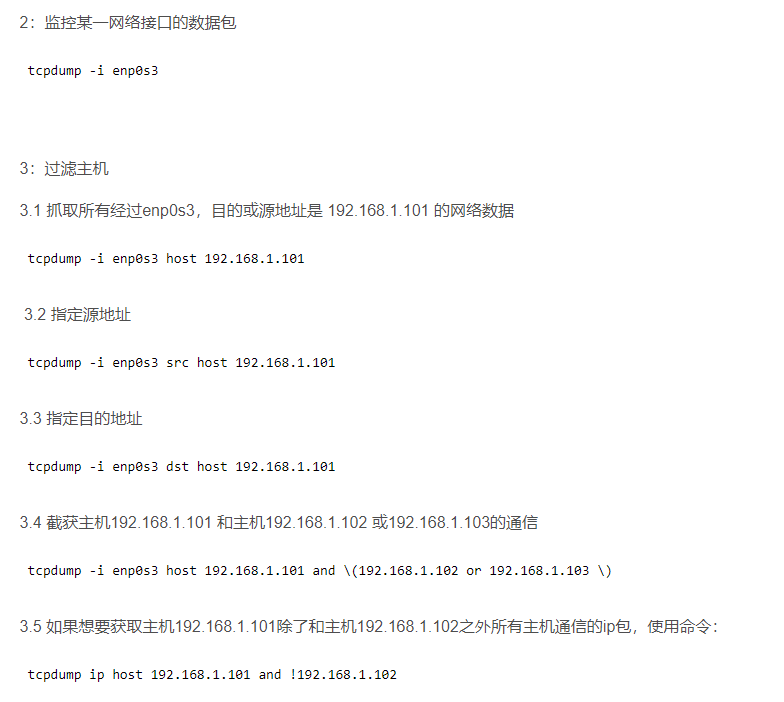 2：监控某一网络接口的数据包
tcpdump -i enp0s3
3：过滤主机
3.1 抓取所有经过enp0s3，目的或源地址是 192.168.1.101 的网络数据
tcpdump -i enp0s3 host 192.168.1.101
3.2 指定源地址
tcpdump -i enp0s3 src host 192.168.1.101
3.3 指定目的地址
tcpdump -i enp0s3 dst host 192.168.1.101
3.4 截获主机192.168.1.101 和主机192.168.1.102 或192.168.1.103的通信
tcpdump -i enp0s3 host 192.168.1.101 and \(192.168.1.102 or 192.168.1.103 \)
3.5 如果想要获取主机192.168.1.101除了和主机192.168.1.102之外所有主机通信的ip包，使用命令：
tcpdump ip host 192.168.1.101 and !192.168.1.102